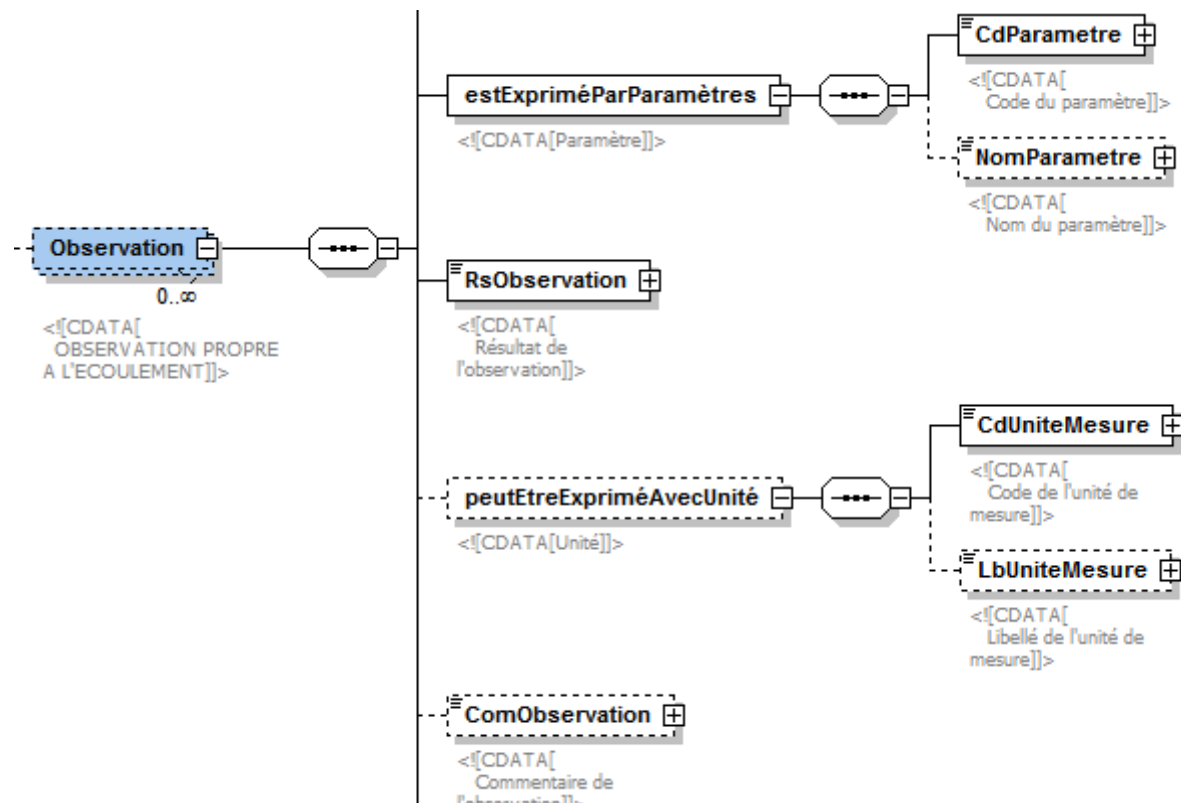 CdParametre
<![CDATA[
Code du paramètre]]>
estExpriméParParamètres
<![CDATA[Paramètre]]>
NomParametre
<![CDATA[
Nom du paramètre]]>
Observation
0..∞
<![CDATA[
OBSERVATION PROPRE
A L'ECOULEMENT]]>
RsObservation
<![CDATA[
Résultat de
l'observation]]>
CdUniteMesure
<![CDATA[
Code de l'unité de
mesure]]>
peutEtreExpriméAvecUnité
<![CDATA[Unité]]>
LbUniteMesure
<![CDATA[
Libellé de l'unité de
mesure]]>
ComObservation
<![CDATA[
Commentaire de
l'observation]]>